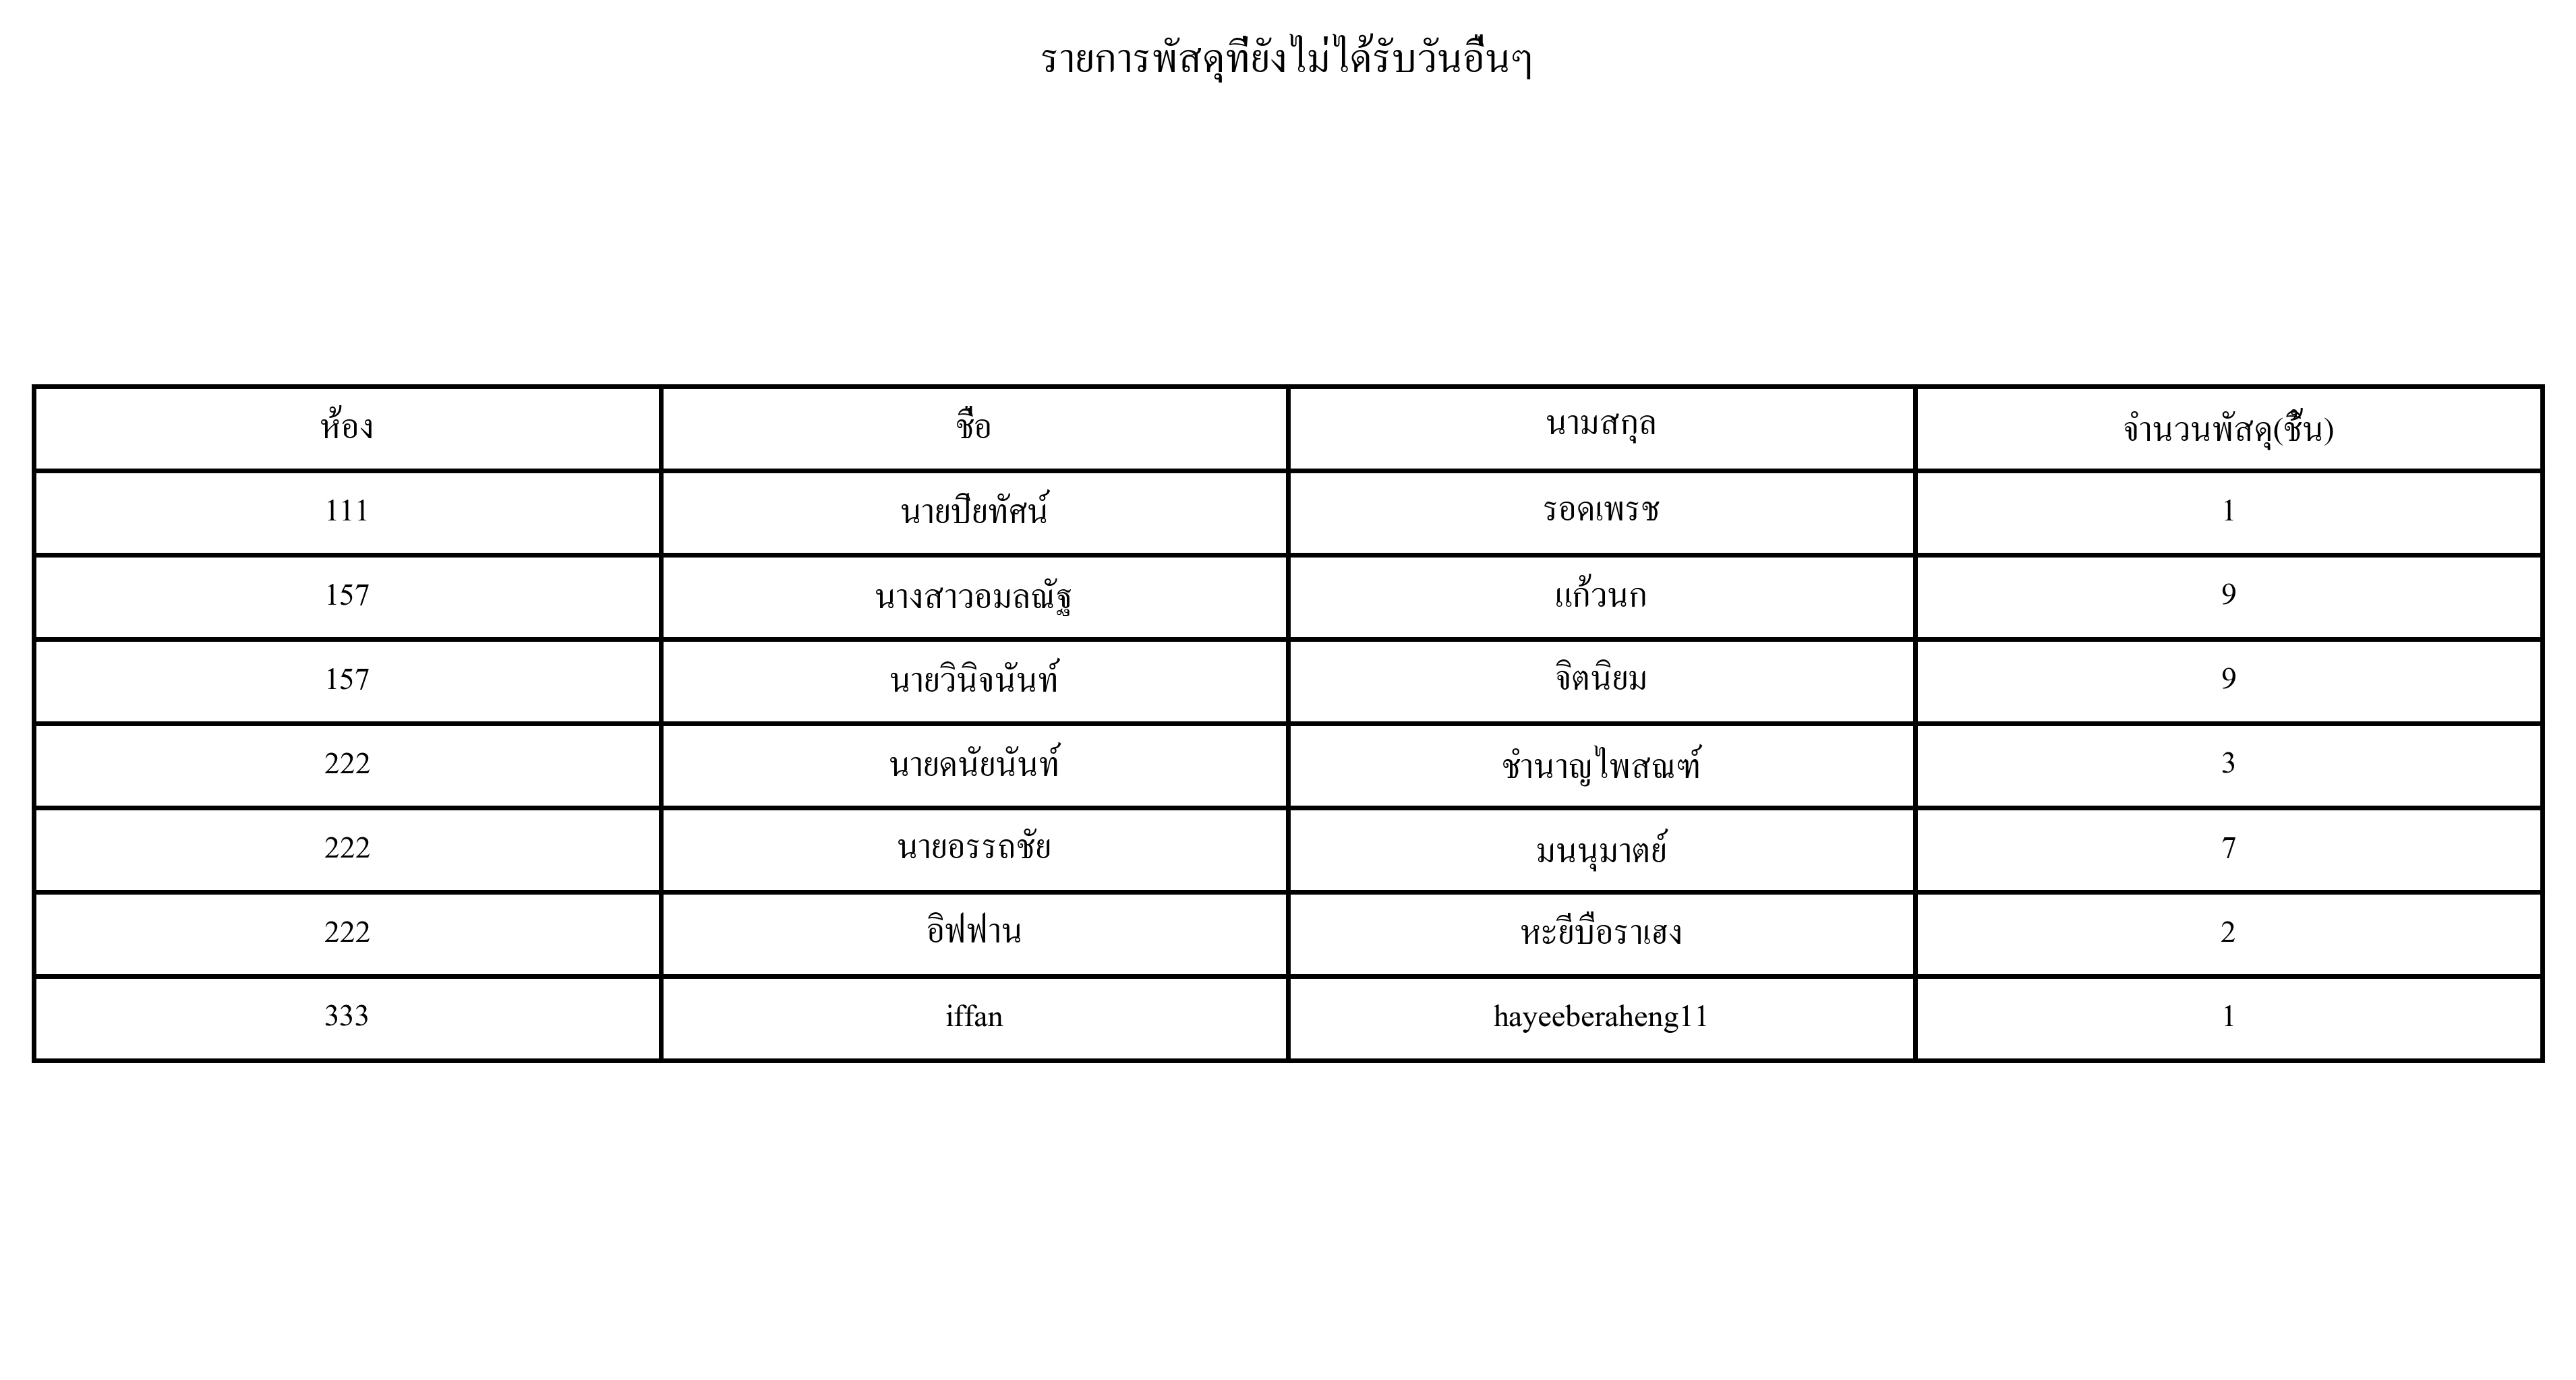 รายการพัสดุที่ยังไม่ได้รับวันอื่นๆ
ห้อง ชื่อ นามสกุล จำนวนพัสดุ(ชิ้น)
111 นายปิยทัศน์ รอดเพรช 1
157 นางสาวอมลณัฐ แก้วนก 9
157 นายวินิจนันท์ จิตนิยม 9
222 นายดนัยนันท์ ชำนาญไพสณฑ์ 3
222 นายอรรถชัย มนนุมาตย์ 7
222 อิฟฟาน หะยีบือราเฮง 2
333 iffan hayeeberaheng11 1